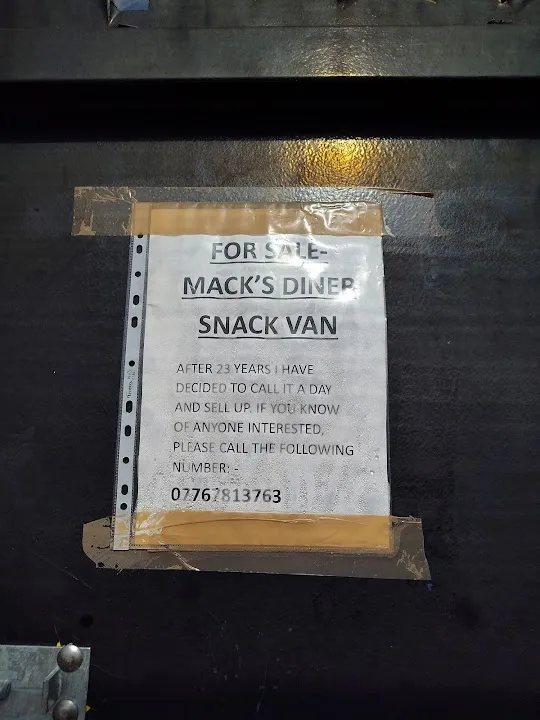 FOR SALE-
MACK'S DINER
SNACK VAN
AFTER 23 YEARS I HAVE
DECIDED TO CALL IT A DAY
AND SELL UP. IF YOU KNOW
OF ANYONE INTERESTED,
PLEASE CALL THE FOLLOWING
NUMBER: -
07767813763